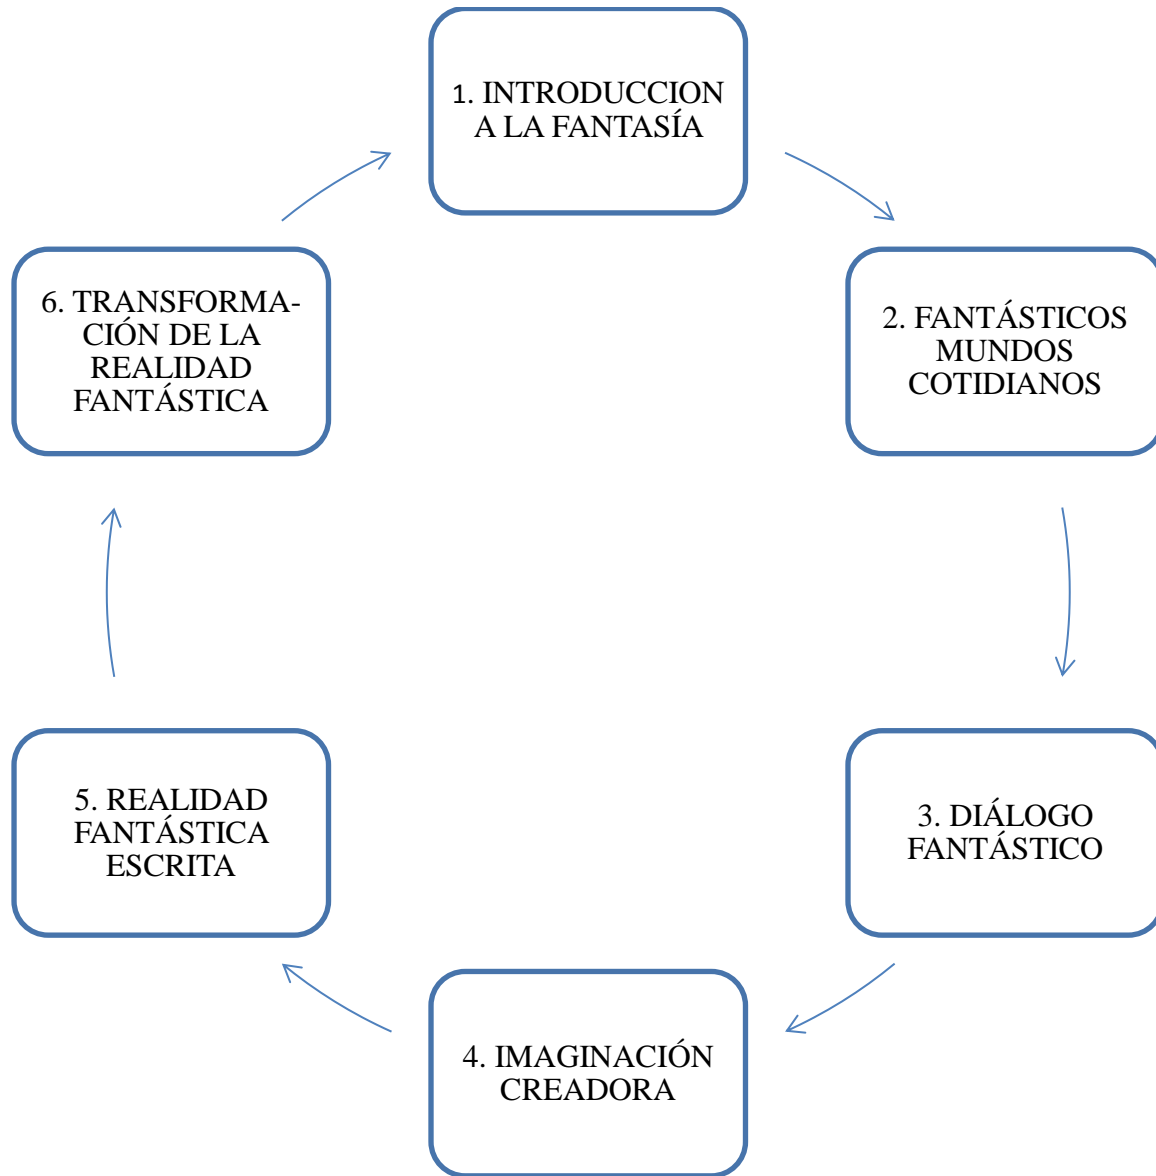 1. INTRODUCCION
A LA FANTASÍA
2. FANTÁSTICOS
MUNDOS
COTIDIANOS
3. DIÁLOGO
FANTÁSTICO
4. IMAGINACIÓN
CREADORA
5. REALIDAD
FANTÁSTICA
ESCRITA
6. TRANSFORMA-
CIÓN DE LA
REALIDAD
FANTÁSTICA